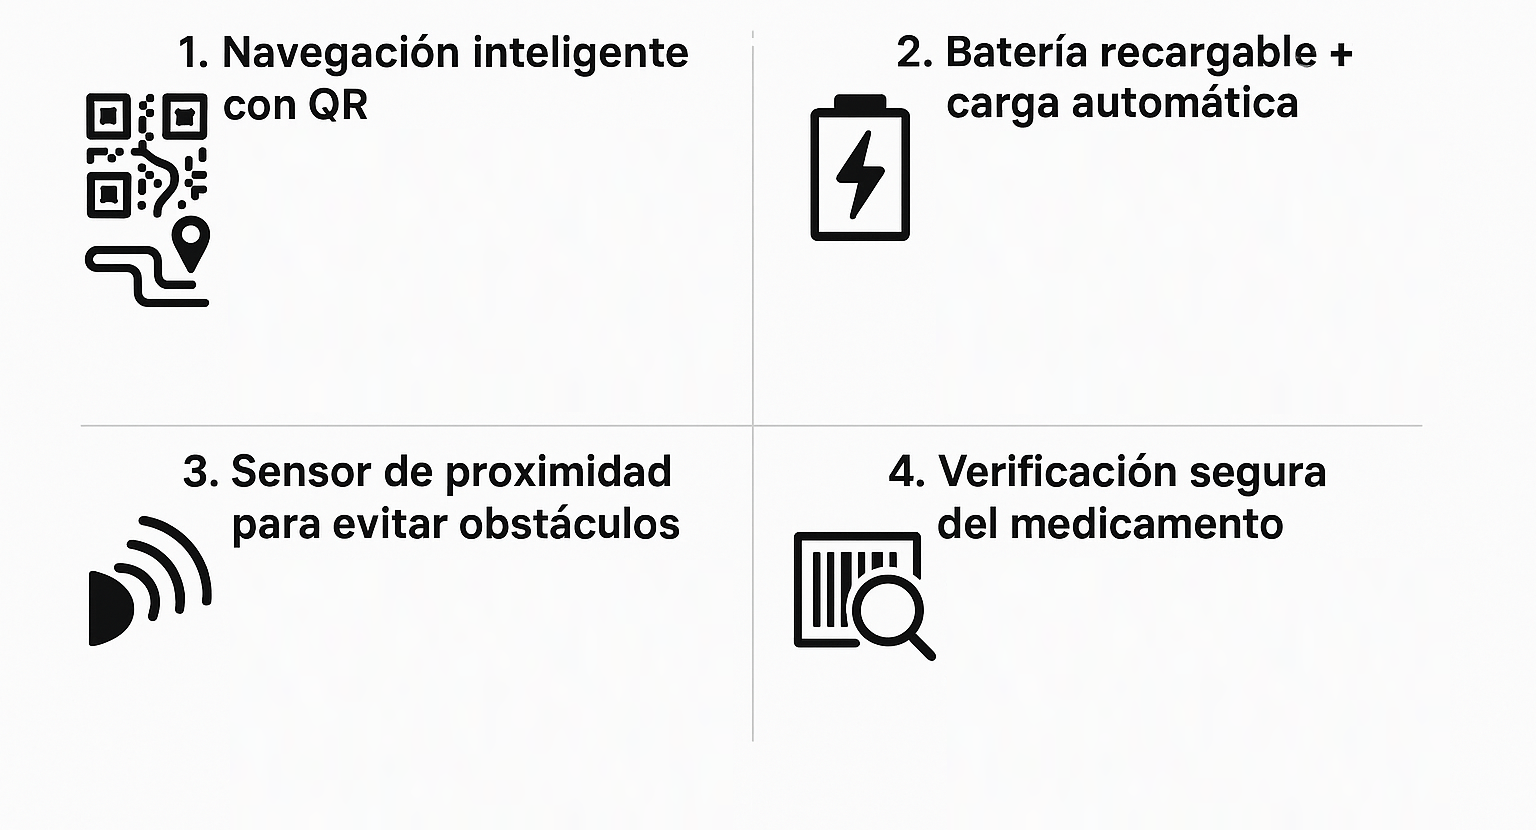 1. Navegación inteligente
con QR
2. Batería recargable +
carga automática
3. Sensor de proximidad
para evitar obstáculos
4. Verificación segura
del medicamento